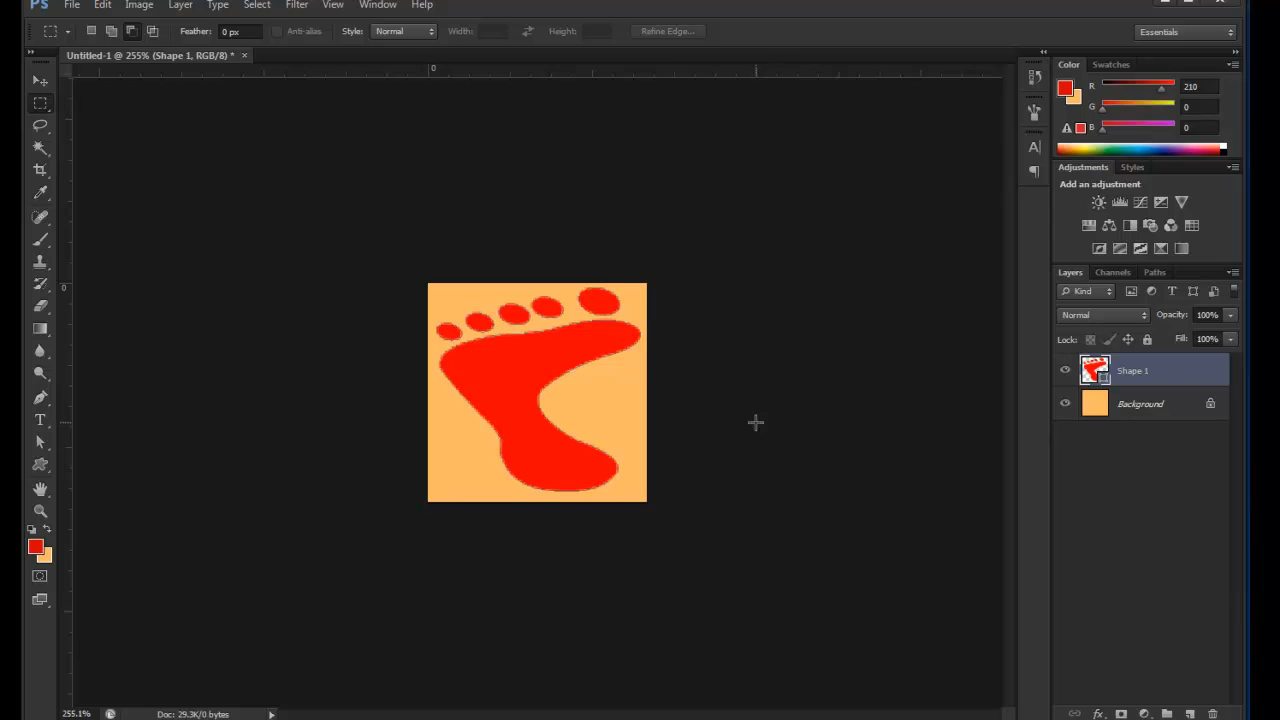 Ps File Edit Image Layer Type Select Filter View Window Help
Feather: 0 px Anti-alias Style: Normal Width: Height: Refine Edge... Essentials
Untitled-1 @ 255% (Shape 1, RGB/8) * ×
0
0
Color Swatches
R 210
G 0
B 0
Adjustments Styles
Add an adjustment
Layers Channels Paths
Kind
Normal Opacity: 100%
Lock: Fill: 100%
Shape 1
Background
255.1% Doc: 29.3K/0 bytes